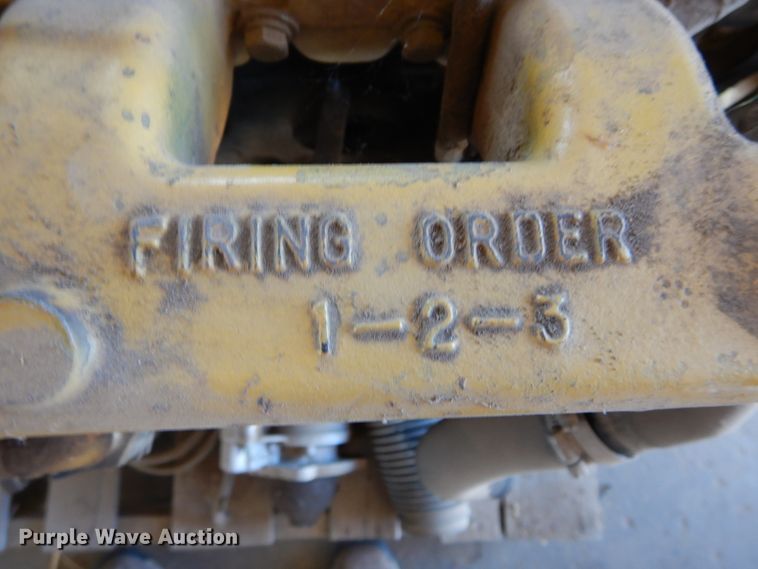 FIRING ORDER
1-2-3
Purple Wave Auction